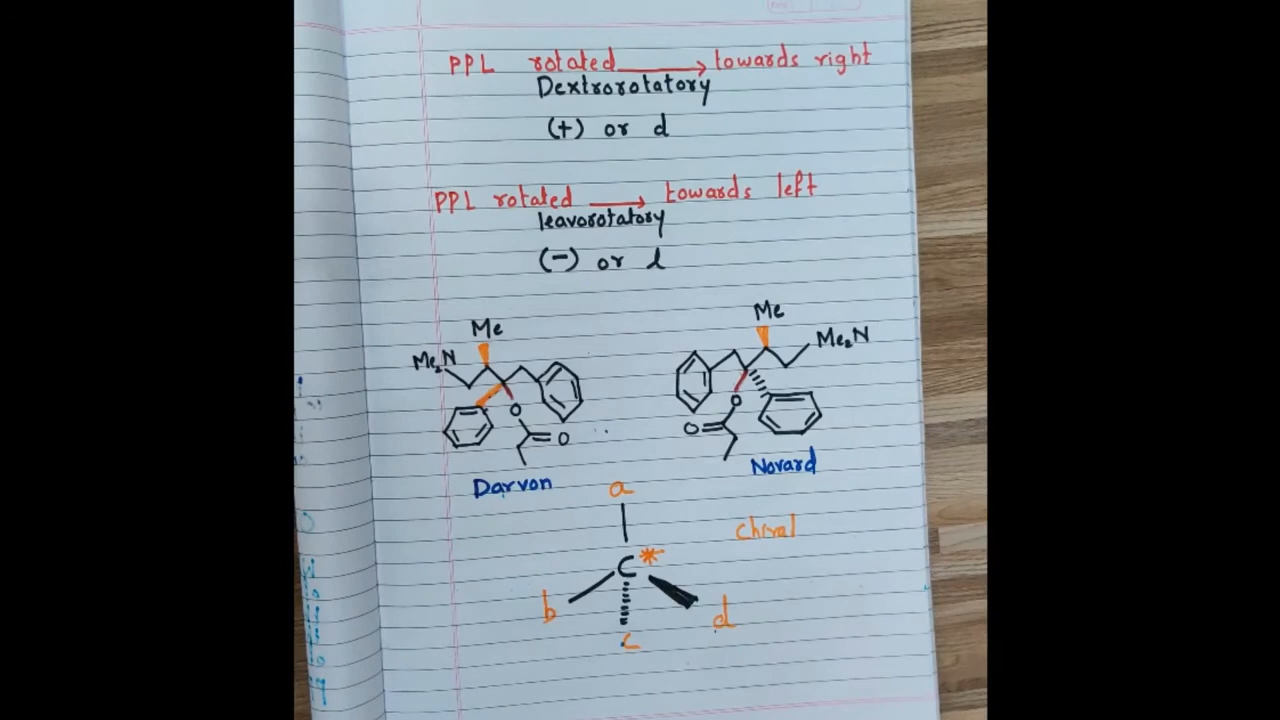 PPL rotated → towards right
Dextrorotatory
(+) or d
PPL rotated → towards left
leavorotatory
(-) or l
Me
Me₂N
O
O
Darvon
Me
Me₂N
O
O
Novard
a
Chiral
C*
b
d
c